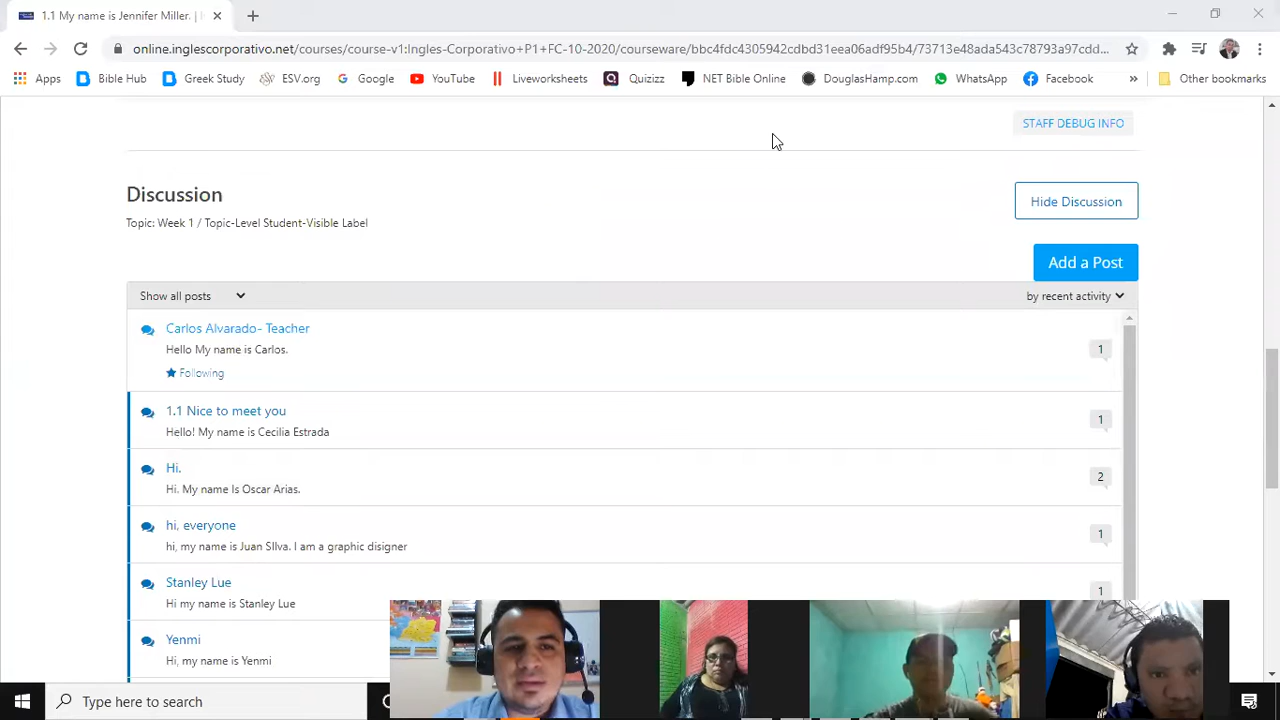 1.1 My name is Jennifer Miller. |
online.inglescorporativo.net/courses/course-v1:Ingles-Corporativo+P1+FC-10-2020/courseware/bbc4fdc4305942cdbd31eea06adf95b4/73713e48ada543c78793a97cdd...
Apps Bible Hub Greek Study ESV.org Google YouTube Liveworksheets Quizizz NET Bible Online DouglasHamp.com WhatsApp Facebook » Other bookmarks
STAFF DEBUG INFO
Discussion
Hide Discussion
Topic: Week 1 / Topic-Level Student-Visible Label
Add a Post
Show all posts by recent activity
Carlos Alvarado- Teacher
Hello My name is Carlos.
1
Following
1.1 Nice to meet you
1
Hello! My name is Cecilia Estrada
Hi.
2
Hi. My name Is Oscar Arias.
hi, everyone
1
hi, my name is Juan SIlva. I am a graphic disigner
Stanley Lue
1
Hi my name is Stanley Lue
Yenmi
Hi, my name is Yenmi
Type here to search